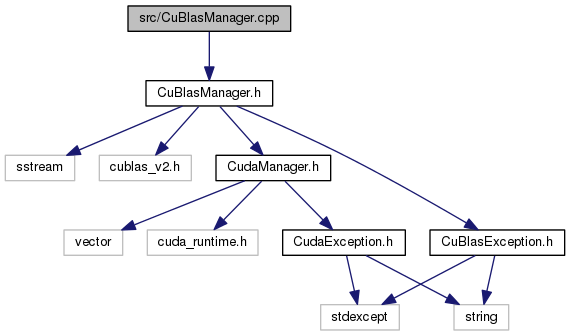 src/CuBlasManager.cpp
CuBlasManager.h
sstream
cublas_v2.h
CudaManager.h
vector
cuda_runtime.h
CudaException.h
CuBlasException.h
stdexcept
string